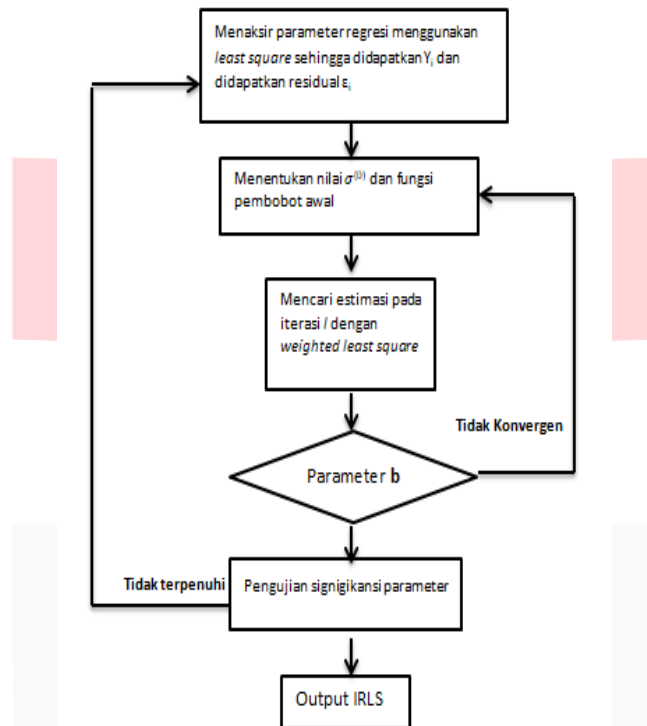 Menaksir parameter regresi menggunakan
least square sehingga didapatkan Yᵢ dan
didapatkan residual εᵢ
Menentukan nilai σ⁽⁰⁾ dan fungsi
pembobot awal
Mencari estimasi pada
iterasi l dengan
weighted least square
Tidak Konvergen
Parameter b
Tidak terpenuhi
Pengujian signigikansi parameter
Output IRLS